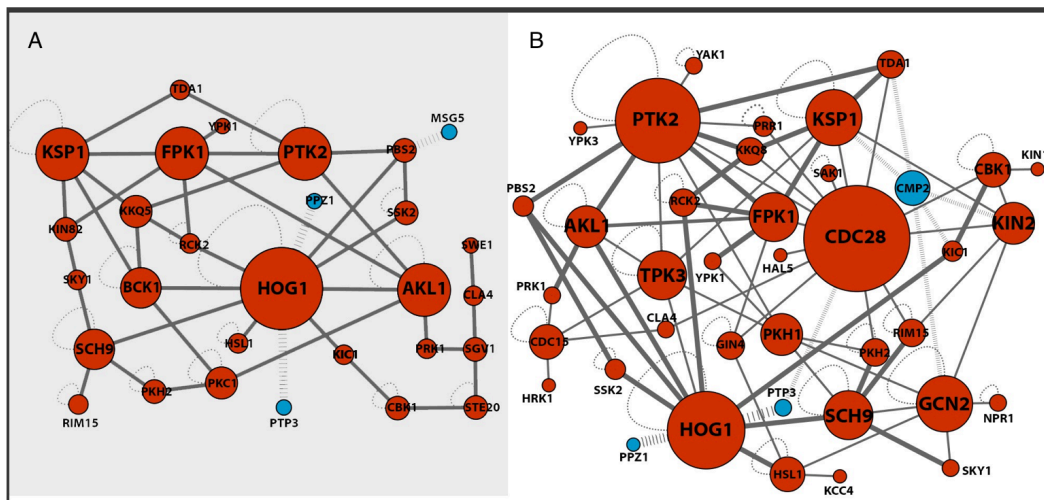 A
TDA1
YPK1
MSG5
KSP1
FPK1
PTK2
PBS2
PPZ1
KKQ5
SSK2
KIN82
RCK2
SWE1
SKY1
BCK1
HOG1
AKL1
CLA4
SCH9
HSL1
KIC1
PRK1
SGV1
PKH2
PKC1
RIM15
CBK1
STE20
PTP3
B
YAK1
TDA1
PTK2
KSP1
YPK3
PRR1
KKQ8
CBK1
KIN1
SAK1
CMP2
PBS2
RCK2
AKL1
FPK1
KIN2
CDC28
KIC1
HAL5
TPK3
YPK1
PRK1
CLA4
CDC15
GIN4
PKH1
RIM15
PKH2
SSK2
HRK1
PTP3
GCN2
NPR1
HOG1
SCH9
PPZ1
SKY1
HSL1
KCC4